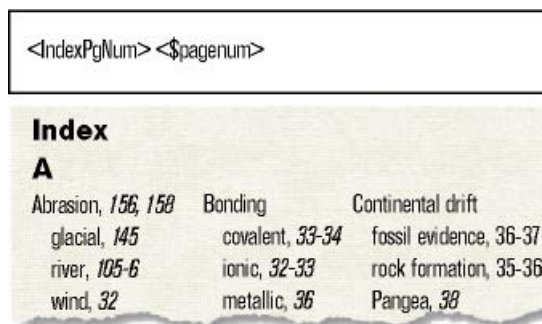 <IndexPgNum> <$pagenum>
Index
A
Abrasion, 156, 158
glacial, 145
river, 105-6
wind, 32
Bonding
covalent, 33-34
ionic, 32-33
metallic, 36
Continental drift
fossil evidence, 36-37
rock formation, 35-36
Pangea, 38